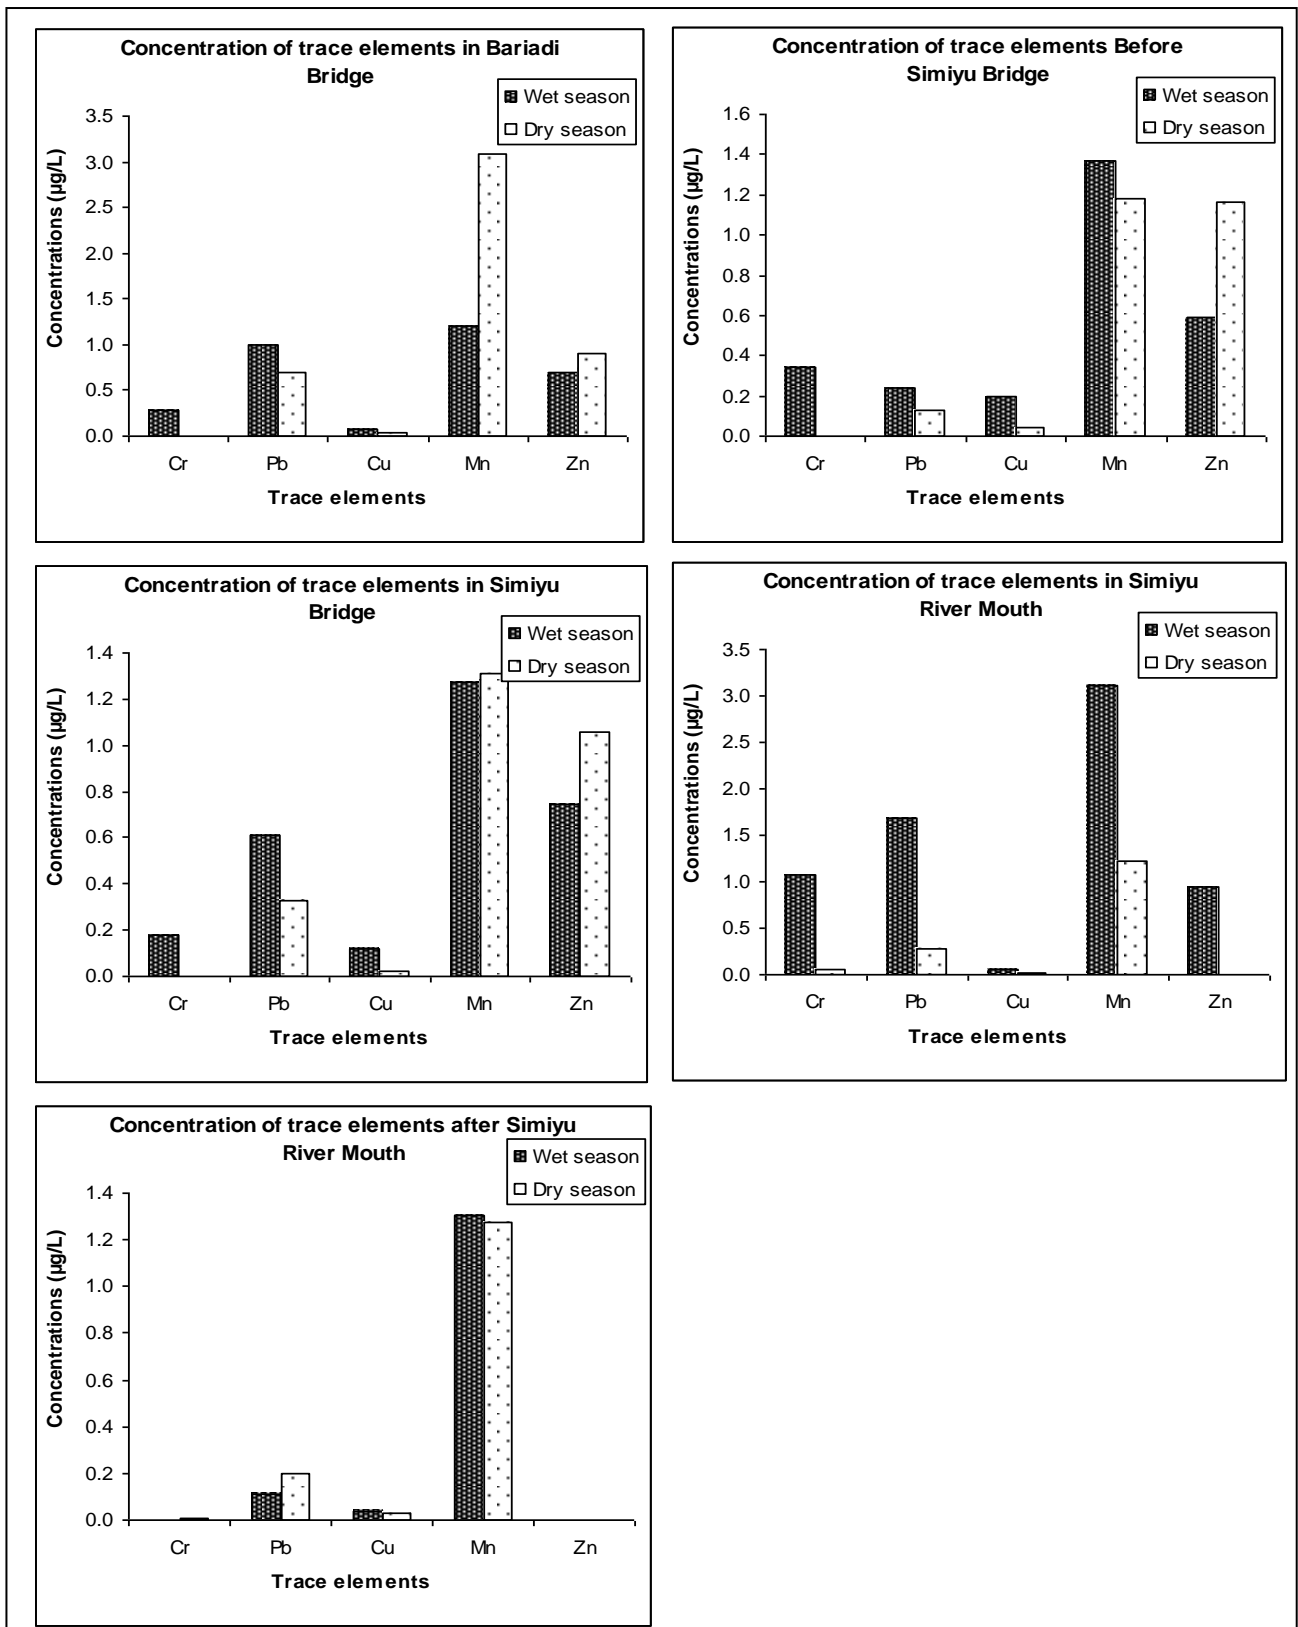 Concentration of trace elements in Bariadi
Bridge
Wet season
Dry season
Concentrations (µg/L)
3.5
3.0
2.5
2.0
1.5
1.0
0.5
0.0
Cr Pb Cu Mn Zn
Trace elements
Concentration of trace elements Before
Simiyu Bridge
Wet season
Dry season
Concentrations (µg/L)
1.6
1.4
1.2
1.0
0.8
0.6
0.4
0.2
0.0
Cr Pb Cu Mn Zn
Trace elements
Concentration of trace elements in Simiyu
Bridge
Wet season
Dry season
Concentrations (µg/L)
1.4
1.2
1.0
0.8
0.6
0.4
0.2
0.0
Cr Pb Cu Mn Zn
Trace elements
Concentration of trace elements in Simiyu
River Mouth
Wet season
Dry season
Concentrations (µg/L)
3.5
3.0
2.5
2.0
1.5
1.0
0.5
0.0
Cr Pb Cu Mn Zn
Trace elements
Concentration of trace elements after Simiyu
River Mouth
Wet season
Dry season
Concentrations (µg/L)
1.4
1.2
1.0
0.8
0.6
0.4
0.2
0.0
Cr Pb Cu Mn Zn
Trace elements